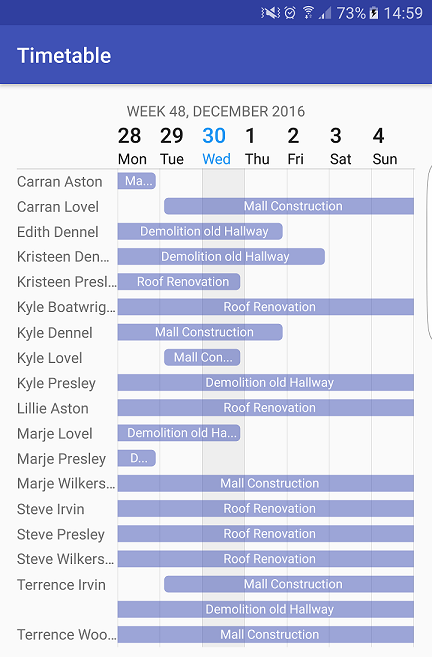 73% 14:59
Timetable
WEEK 48, DECEMBER 2016
28 29 30 1 2 3 4
Mon Tue Wed Thu Fri Sat Sun
Carran Aston Ma...
Carran Lovel Mall Construction
Edith Dennel Demolition old Hallway
Kristeen Den... Demolition old Hallway
Kristeen Presl... Roof Renovation
Kyle Boatwrig... Roof Renovation
Kyle Dennel Mall Construction
Kyle Lovel Mall Con...
Kyle Presley Demolition old Hallway
Lillie Aston Roof Renovation
Marje Lovel Demolition old Ha...
Marje Presley D...
Marje Wilkers... Mall Construction
Steve Irvin Roof Renovation
Steve Presley Roof Renovation
Steve Wilkers... Roof Renovation
Terrence Irvin Mall Construction
Demolition old Hallway
Terrence Woo... Mall Construction